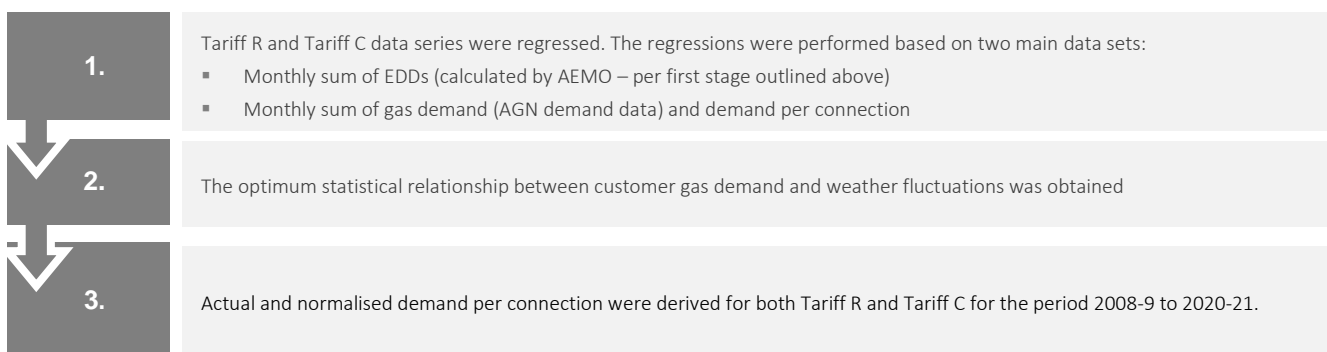 1.
Tariff R and Tariff C data series were regressed. The regressions were performed based on two main data sets:
▪ Monthly sum of EDDs (calculated by AEMO – per first stage outlined above)
▪ Monthly sum of gas demand (AGN demand data) and demand per connection
2.
The optimum statistical relationship between customer gas demand and weather fluctuations was obtained
3.
Actual and normalised demand per connection were derived for both Tariff R and Tariff C for the period 2008-9 to 2020-21.